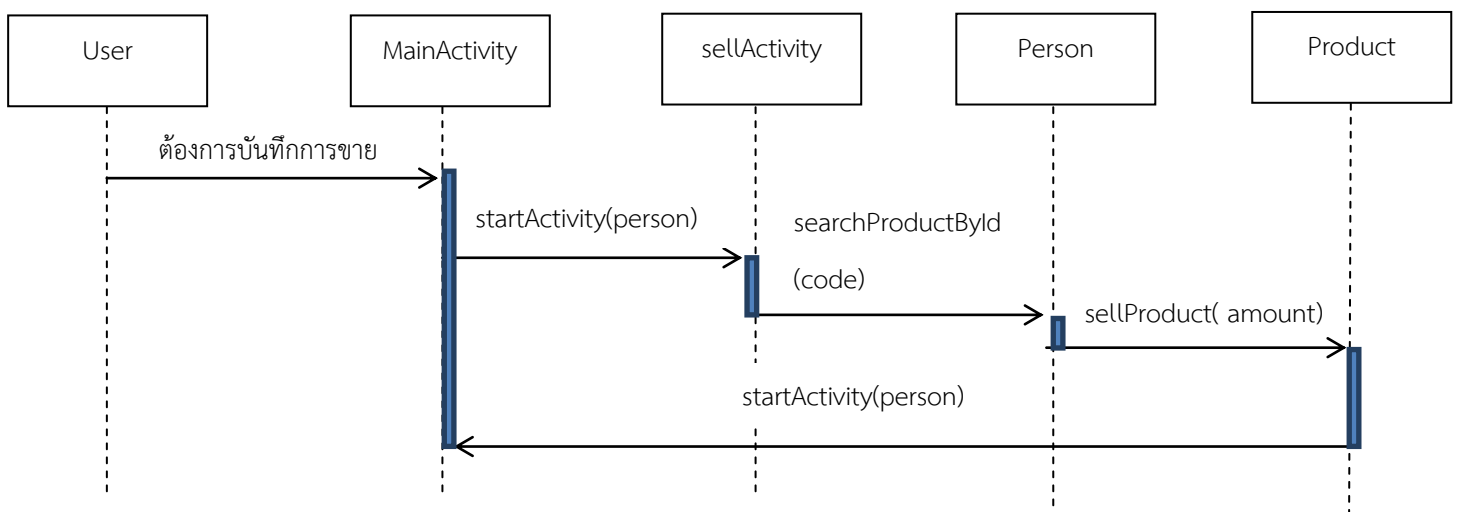 User
MainActivity
sellActivity
Person
Product
ต้องการบันทึกการขาย
startActivity(person)
searchProductById
(code)
sellProduct( amount)
startActivity(person)